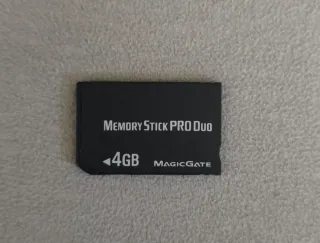 MEMORY STICK PRO DUO
◄4GB MAGICGATE